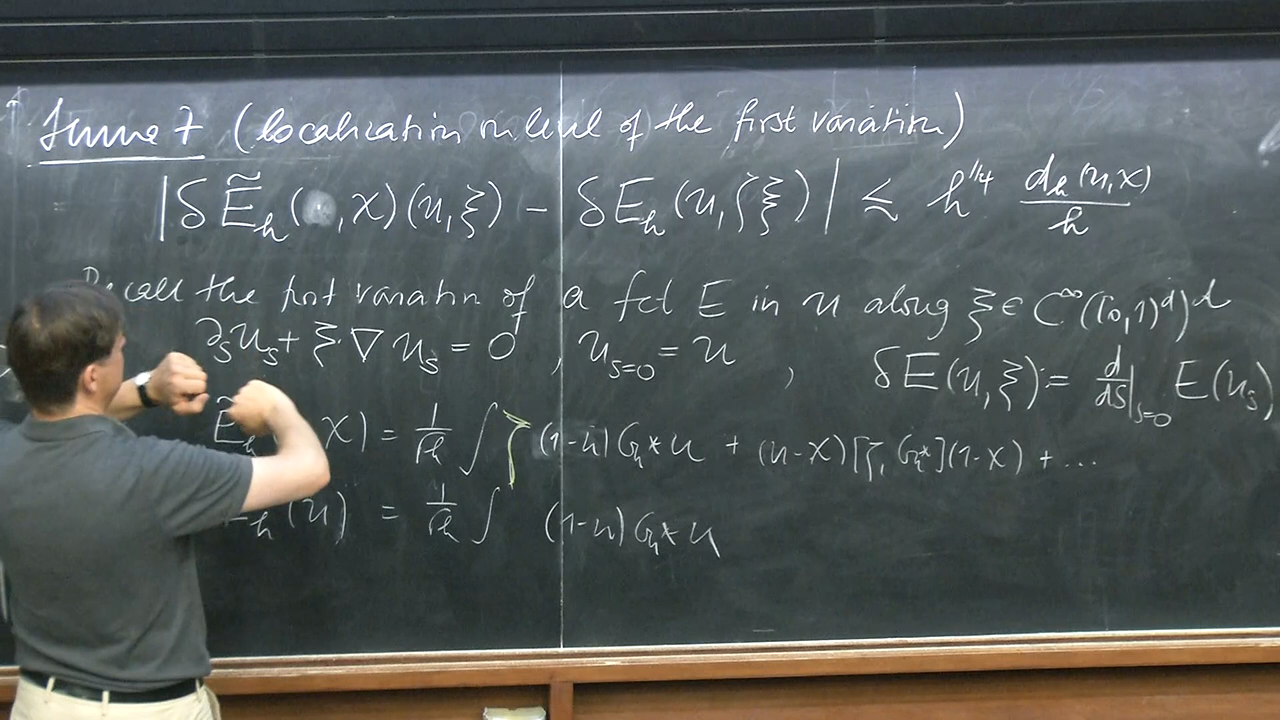 Lemma 7 (localization on level of the first variation)
|δẼ_h( , χ)(u,ξ) − δE_h(u,ζξ)| ≲ h^{1/4} d_h(u,χ)/h
Recall the first variation of a fct E in u along ξ ∈ C^∞([0,1)^d)^d
∂_s u_s + ξ·∇u_s = 0 , u_{s=0} = u , δE(u,ξ) := d/ds|_{s=0} E(u_s)
Ẽ_h( χ) = 1/√h ∫ ζ (1-u) G_h * u + (u-χ)[ζ, G_h*](1-χ) + ...
E_h(u) = 1/√h ∫ (1-u) G_h * u